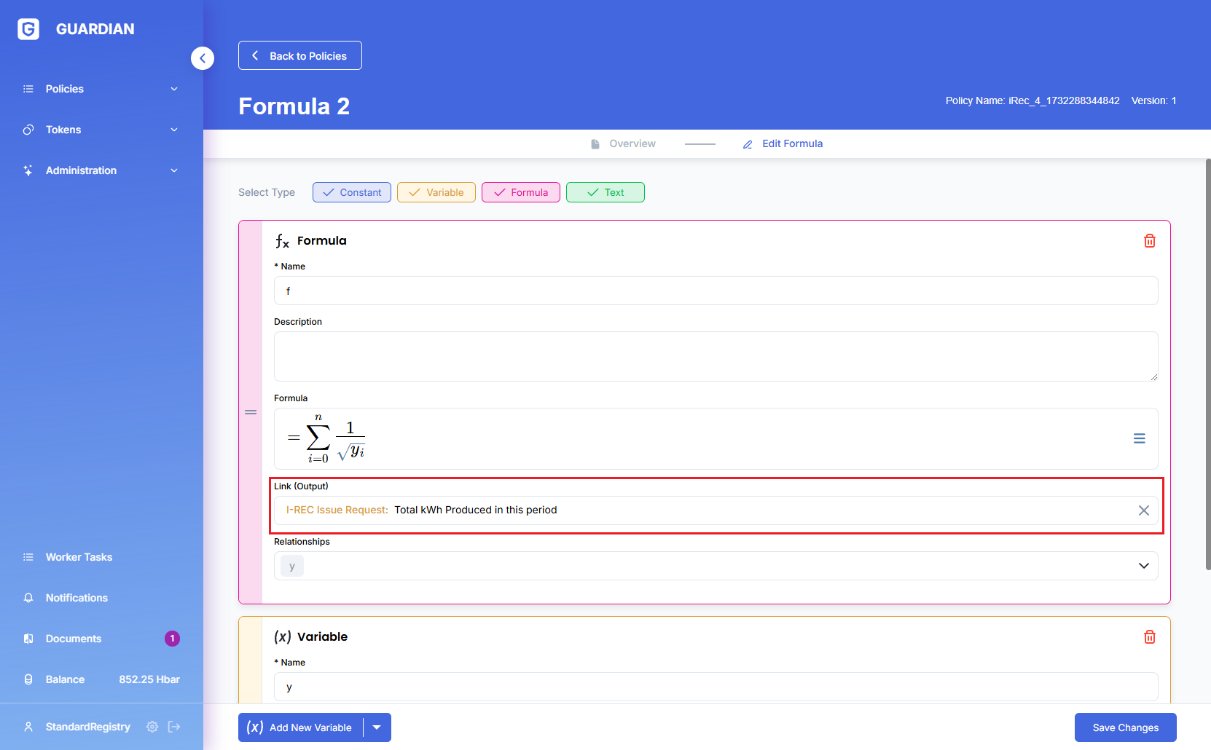 GUARDIAN
Policies
Tokens
Administration
Worker Tasks
Notifications
Documents 1
Balance 852.25 Hbar
StandardRegistry
Back to Policies
Formula 2
Policy Name: iRec_4_1732288344842 Version: 1
Overview Edit Formula
Select Type Constant Variable Formula Text
fx Formula
* Name
f
Description
Formula
= \sum_{i=0}^{n} \frac{1}{\sqrt{y_i}}
Link (Output)
I-REC Issue Request: Total kWh Produced in this period
Relationships
y
(x) Variable
* Name
y
(x) Add New Variable
Save Changes